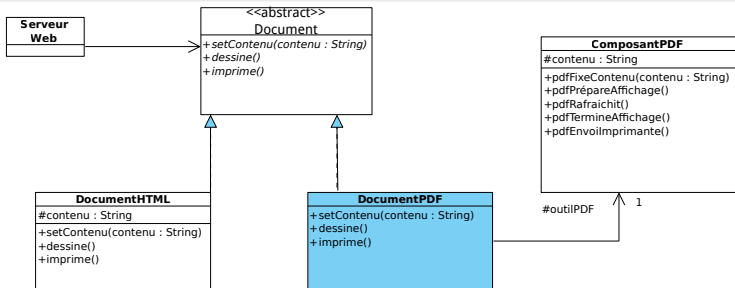 Serveur
Web
<<abstract>>
Document
+setContenu(contenu : String)
+dessine()
+imprime()
ComposantPDF
#contenu : String
+pdfFixeContenu(contenu : String)
+pdfPrépareAffichage()
+pdfRafraichit()
+pdfTermineAffichage()
+pdfEnvoiImprimante()
DocumentHTML
#contenu : String
+setContenu(contenu : String)
+dessine()
+imprime()
DocumentPDF
+setContenu(contenu : String)
+dessine()
+imprime()
#outilPDF
1